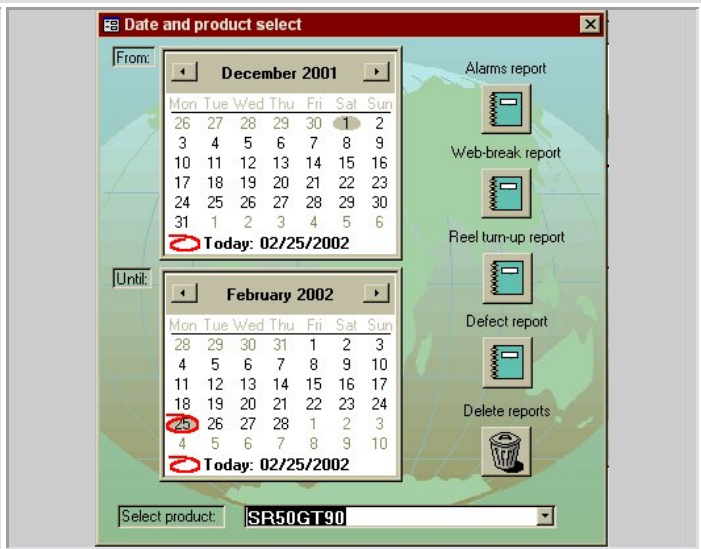 Date and product select
From:
December 2001
Mon Tue Wed Thu Fri Sat Sun
26 27 28 29 30 1 2
3 4 5 6 7 8 9
10 11 12 13 14 15 16
17 18 19 20 21 22 23
24 25 26 27 28 29 30
31 1 2 3 4 5 6
Today: 02/25/2002
Until:
February 2002
Mon Tue Wed Thu Fri Sat Sun
28 29 30 31 1 2 3
4 5 6 7 8 9 10
11 12 13 14 15 16 17
18 19 20 21 22 23 24
25 26 27 28 1 2 3
4 5 6 7 8 9 10
Today: 02/25/2002
Alarms report
Web-break report
Reel turn-up report
Defect report
Delete reports
Select product: SR50GT90